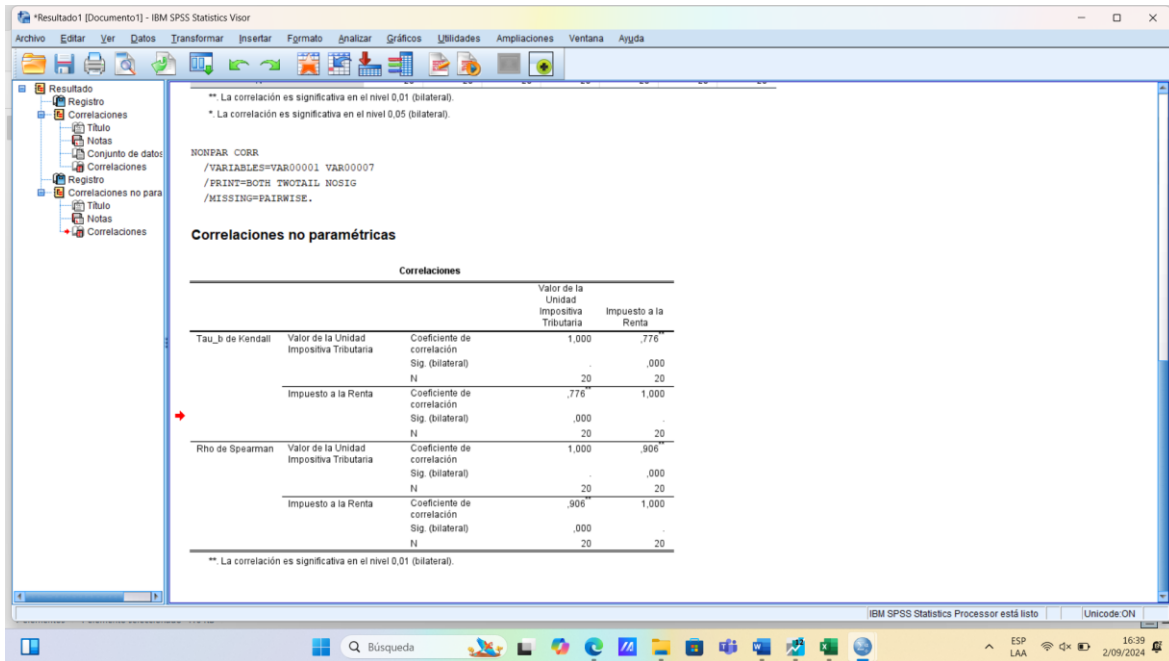 *Resultado1 [Documento1] - IBM SPSS Statistics Visor
Archivo Editar Ver Datos Transformar Insertar Formato Analizar Gráficos Utilidades Ampliaciones Ventana Ayuda
Resultado
Registro
Correlaciones
Título
Notas
Conjunto de datos
Correlaciones
Registro
Correlaciones no para
Título
Notas
Correlaciones
**. La correlación es significativa en el nivel 0,01 (bilateral).
*. La correlación es significativa en el nivel 0,05 (bilateral).
NONPAR CORR
/VARIABLES=VAR00001 VAR00007
/PRINT=BOTH TWOTAIL NOSIG
/MISSING=PAIRWISE.
Correlaciones no paramétricas
Correlaciones
Valor de la
Unidad
Impositiva
Tributaria
Impuesto a la
Renta
Tau_b de Kendall Valor de la Unidad Coeficiente de 1,000 ,776**
Impositiva Tributaria correlación
Sig. (bilateral) . ,000
N 20 20
Impuesto a la Renta Coeficiente de ,776** 1,000
correlación
Sig. (bilateral) ,000 .
N 20 20
Rho de Spearman Valor de la Unidad Coeficiente de 1,000 ,906**
Impositiva Tributaria correlación
Sig. (bilateral) . ,000
N 20 20
Impuesto a la Renta Coeficiente de ,906** 1,000
correlación
Sig. (bilateral) ,000 .
N 20 20
**. La correlación es significativa en el nivel 0,01 (bilateral).
IBM SPSS Statistics Processor está listo Unicode:ON
Búsqueda
ESP
LAA
16:39
2/09/2024